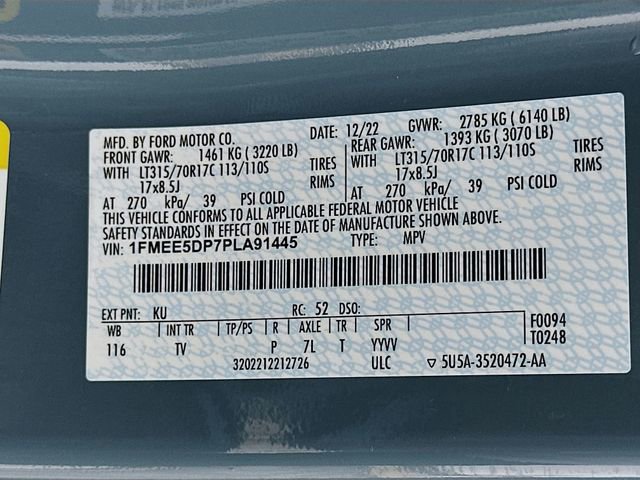 MFD. BY FORD MOTOR CO. DATE: 12/22 GVWR: 2785 KG ( 6140 LB)
FRONT GAWR: 1461 KG ( 3220 LB) REAR GAWR: 1393 KG ( 3070 LB)
WITH LT315/70R17C 113/110S TIRES WITH LT315/70R17C 113/110S TIRES
17x8.5J RIMS 17x8.5J RIMS
AT 270 kPa/ 39 PSI COLD AT 270 kPa/ 39 PSI COLD
THIS VEHICLE CONFORMS TO ALL APPLICABLE FEDERAL MOTOR VEHICLE
SAFETY STANDARDS IN EFFECT ON THE DATE OF MANUFACTURE SHOWN ABOVE.
VIN: 1FMEE5DP7PLA91445 TYPE: MPV
EXT PNT: KU RC: 52 DSO:
WB INT TR TP/PS R AXLE TR SPR F0094
116 TV P 7L T YYVV T0248
3202212212726 ULC ▽ 5U5A-3520472-AA